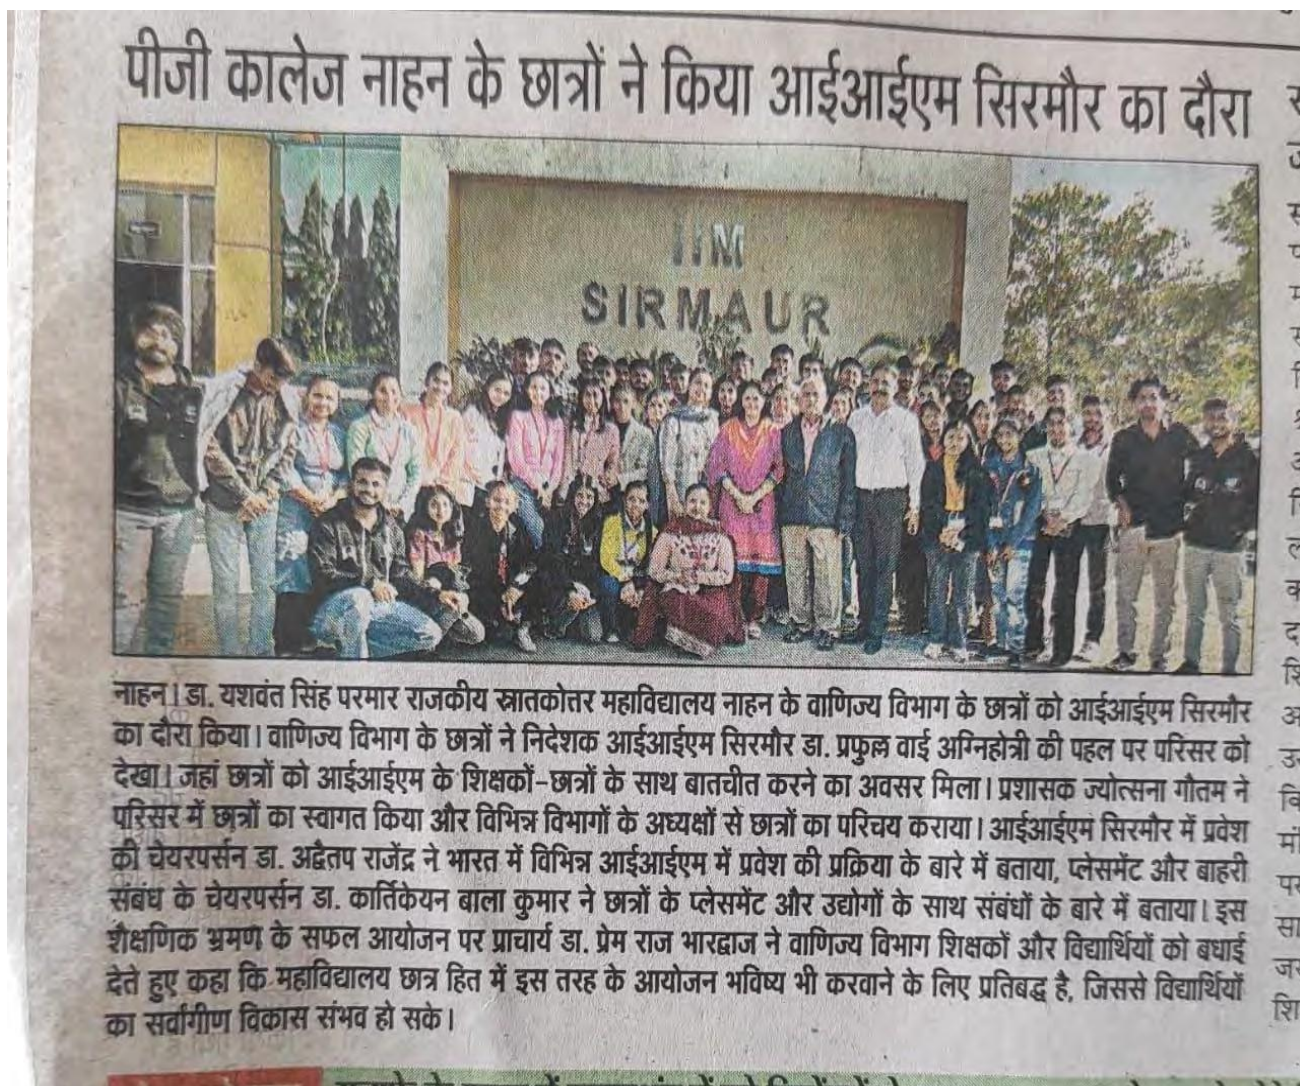 पीजी कालेज नाहन के छात्रों ने किया आईआईएम सिरमौर का दौरा
IIM
SIRMAUR
नाहन। डा. यशवंत सिंह परमार राजकीय स्नातकोत्तर महाविद्यालय नाहन के वाणिज्य विभाग के छात्रों को आईआईएम सिरमौर
का दौरा किया। वाणिज्य विभाग के छात्रों ने निदेशक आईआईएम सिरमौर डा. प्रफुल्ल वाई अग्निहोत्री की पहल पर परिसर को
देखा। जहां छात्रों को आईआईएम के शिक्षकों-छात्रों के साथ बातचीत करने का अवसर मिला। प्रशासक ज्योत्सना गौतम ने
परिसर में छात्रों का स्वागत किया और विभिन्न विभागों के अध्यक्षों से छात्रों का परिचय कराया। आईआईएम सिरमौर में प्रवेश
की चेयरपर्सन डा. अद्वैतप राजेंद्र ने भारत में विभिन्न आईआईएम में प्रवेश की प्रक्रिया के बारे में बताया, प्लेसमेंट और बाहरी
संबंध के चेयरपर्सन डा. कार्तिकेयन बाला कुमार ने छात्रों के प्लेसमेंट और उद्योगों के साथ संबंधों के बारे में बताया। इस
शैक्षणिक भ्रमण के सफल आयोजन पर प्राचार्य डा. प्रेम राज भारद्वाज ने वाणिज्य विभाग शिक्षकों और विद्यार्थियों को बधाई
देते हुए कहा कि महाविद्यालय छात्र हित में इस तरह के आयोजन भविष्य भी करवाने के लिए प्रतिबद्ध है, जिससे विद्यार्थियों
का सर्वांगीण विकास संभव हो सके।